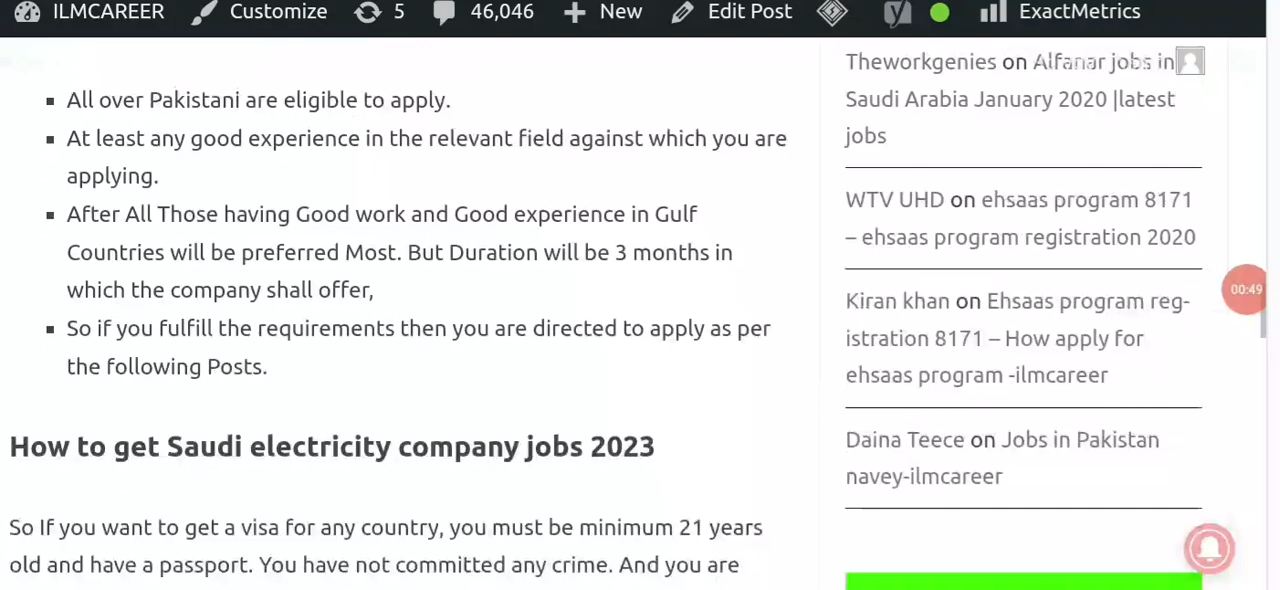 ILMCAREER Customize 5 46,046 New Edit Post ExactMetrics
All over Pakistani are eligible to apply.
At least any good experience in the relevant field against which you are
applying.
After All Those having Good work and Good experience in Gulf
Countries will be preferred Most. But Duration will be 3 months in
which the company shall offer,
So if you fulfill the requirements then you are directed to apply as per
the following Posts.
How to get Saudi electricity company jobs 2023
So If you want to get a visa for any country, you must be minimum 21 years
old and have a passport. You have not committed any crime. And you are
Theworkgenies on Alfanar jobs in
Saudi Arabia January 2020 |latest
jobs
WTV UHD on ehsaas program 8171
– ehsaas program registration 2020
Kiran khan on Ehsaas program reg-
istration 8171 – How apply for
ehsaas program -ilmcareer
Daina Teece on Jobs in Pakistan
navey-ilmcareer
00:49